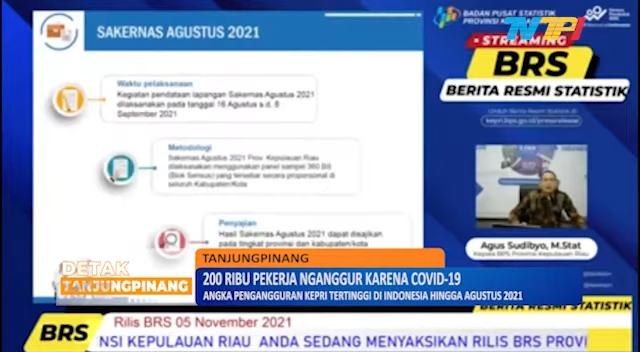 SAKERNAS AGUSTUS 2021
Waktu pelaksanaan
Kegiatan pendataan lapangan Sakernas Agustus 2021
dilaksanakan pada tanggal 16 Agustus s.d. 8
September 2021
Metodologi
Sakernas Agustus 2021 Prov. Kepulauan Riau
dilaksanakan menggunakan panel sampel 360 BS
(Blok Sensus) yang tersebar secara proporsional di
seluruh Kabupaten/Kota
Penyajian
Hasil Sakernas Agustus 2021 dapat disajikan
pada tingkat provinsi dan kabupaten/kota
BADAN PUSAT STATISTIK
PROVINSI
NTP
STREAMING
BRS
BERITA RESMI STATISTIK
Agus Sudibyo, M.Stat
Kepala BPS Provinsi Kepulauan Riau
DETAK
TANJUNGPINANG
TANJUNGPINANG
200 RIBU PEKERJA NGANGGUR KARENA COVID-19
ANGKA PENGANGGURAN KEPRI TERTINGGI DI INDONESIA HINGGA AGUSTUS 2021
BRS
Rilis BRS 05 November 2021
NSI KEPULAUAN RIAU ANDA SEDANG MENYAKSIKAN RILIS BRS PROVI